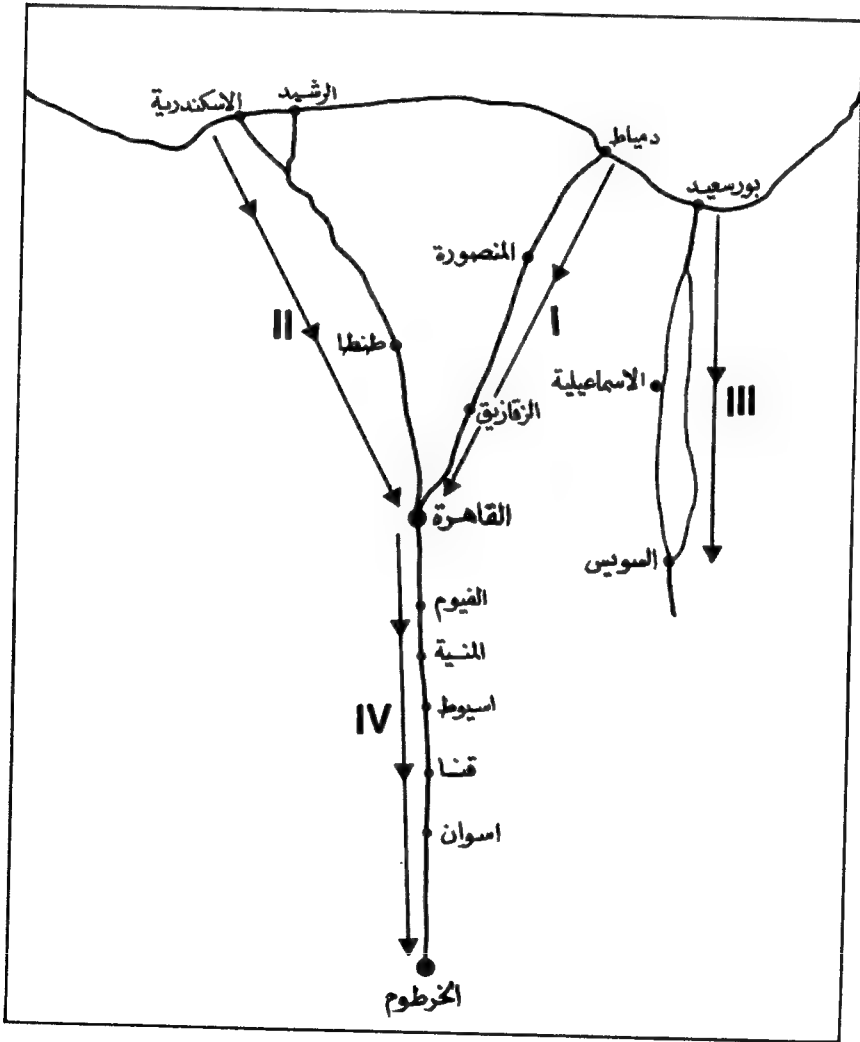 الرشيد
الاسكندرية
دمياط
بورسعيد
المنصورة
I
II
طنطا
الاسماعيلية
III
الزقازيق
القاهرة
السويس
الفيوم
المنية
اسيوط
IV
قنا
اسوان
الخرطوم